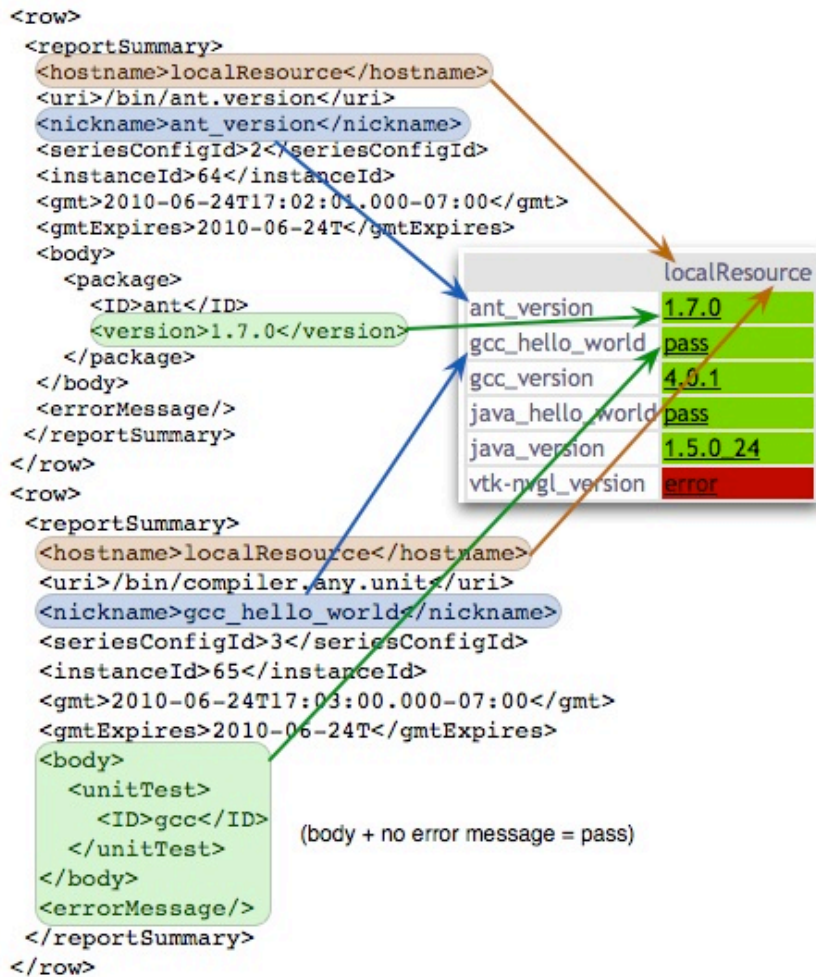 <row>
<reportSummary>
<hostname>localResource</hostname>
<uri>/bin/ant.version</uri>
<nickname>ant_version</nickname>
<seriesConfigId>2</seriesConfigId>
<instanceId>64</instanceId>
<gmt>2010-06-24T17:02:01.000-07:00</gmt>
<gmtExpires>2010-06-24T</gmtExpires>
<body>
<package>
<ID>ant</ID>
<version>1.7.0</version>
</package>
</body>
<errorMessage/>
</reportSummary>
</row>
<row>
<reportSummary>
<hostname>localResource</hostname>
<uri>/bin/compiler.any.unit</uri>
<nickname>gcc_hello_world</nickname>
<seriesConfigId>3</seriesConfigId>
<instanceId>65</instanceId>
<gmt>2010-06-24T17:03:00.000-07:00</gmt>
<gmtExpires>2010-06-24T</gmtExpires>
<body>
<unitTest>
<ID>gcc</ID>
</unitTest>
</body>
<errorMessage/>
</reportSummary>
</row>
localResource
ant_version 1.7.0
gcc_hello_world pass
gcc_version 4.0.1
java_hello_world pass
java_version 1.5.0_24
vtk-nvgl_version error
(body + no error message = pass)